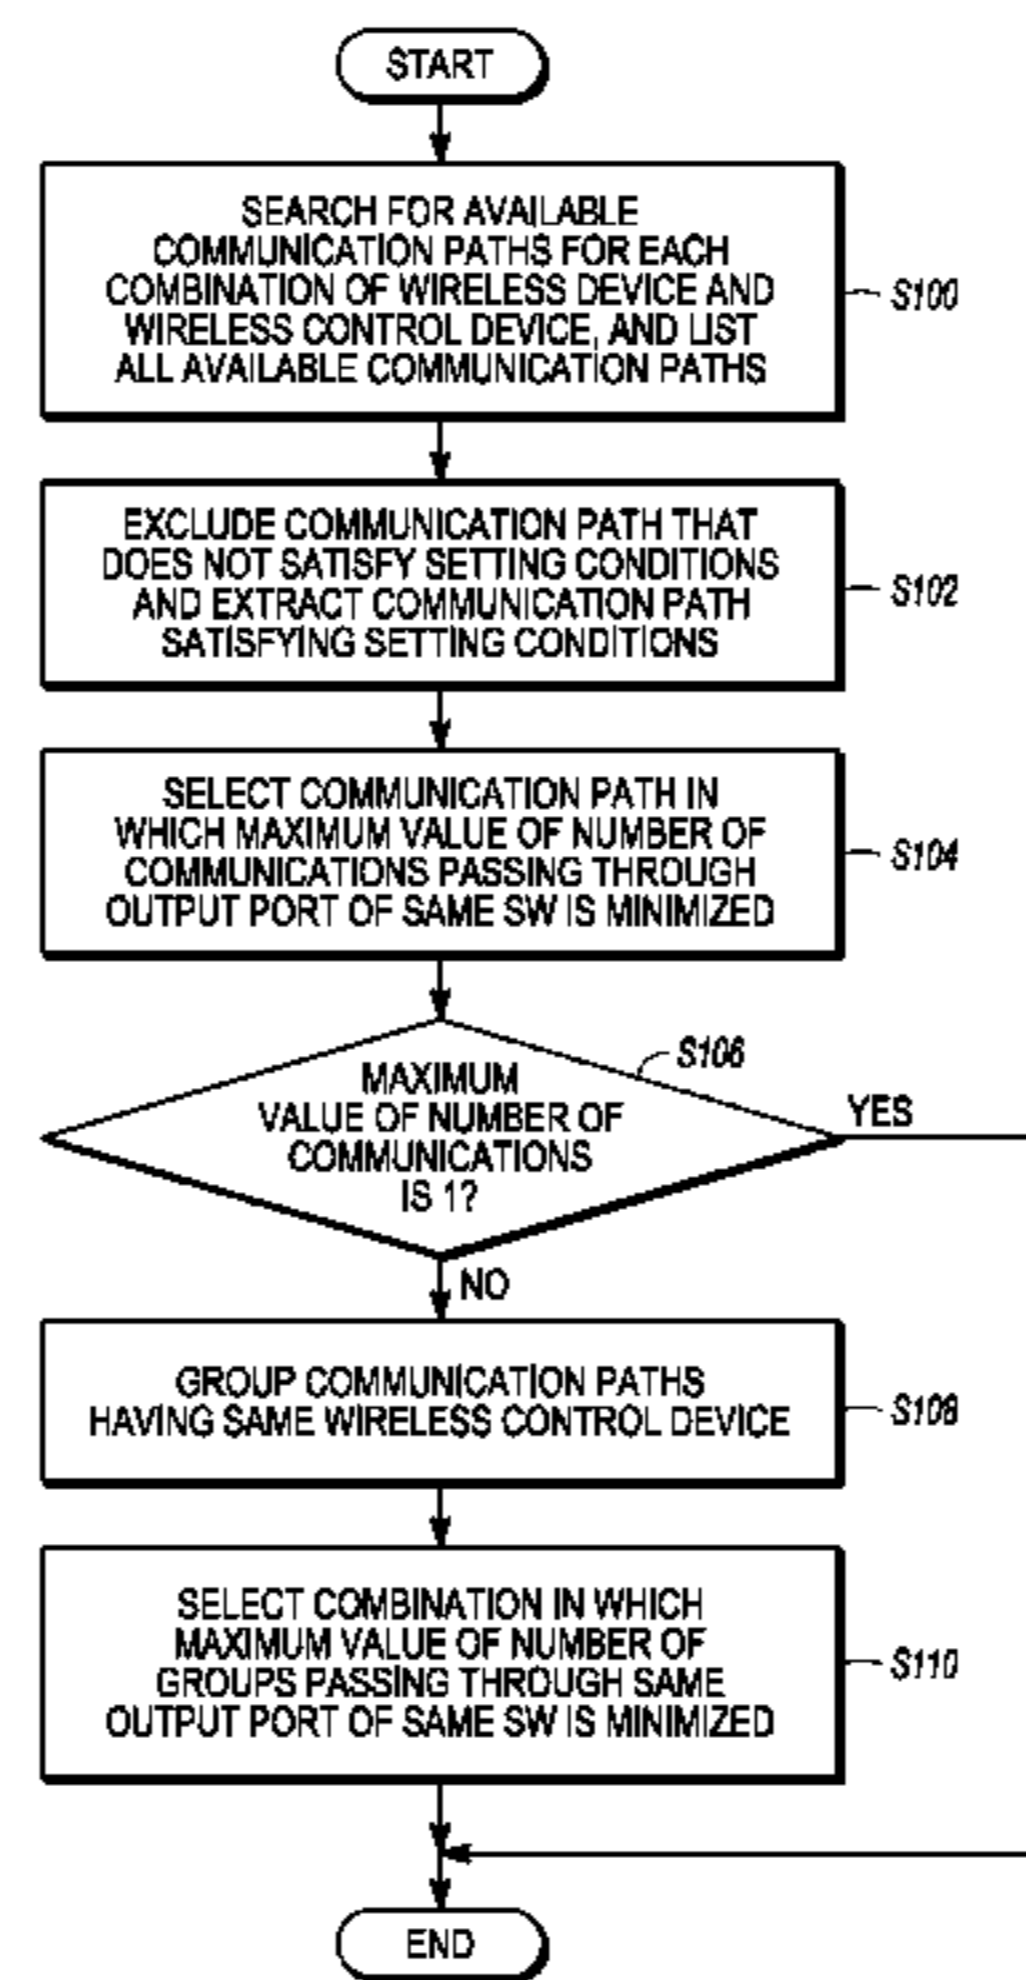 START
SEARCH FOR AVAILABLE
COMMUNICATION PATHS FOR EACH
COMBINATION OF WIRELESS DEVICE AND
WIRELESS CONTROL DEVICE, AND LIST
ALL AVAILABLE COMMUNICATION PATHS
S100
EXCLUDE COMMUNICATION PATH THAT
DOES NOT SATISFY SETTING CONDITIONS
AND EXTRACT COMMUNICATION PATH
SATISFYING SETTING CONDITIONS
S102
SELECT COMMUNICATION PATH IN
WHICH MAXIMUM VALUE OF NUMBER OF
COMMUNICATIONS PASSING THROUGH
OUTPUT PORT OF SAME SW IS MINIMIZED
S104
S106
MAXIMUM
VALUE OF NUMBER OF
COMMUNICATIONS
IS 1?
YES
NO
GROUP COMMUNICATION PATHS
HAVING SAME WIRELESS CONTROL DEVICE
S108
SELECT COMBINATION IN WHICH
MAXIMUM VALUE OF NUMBER OF
GROUPS PASSING THROUGH SAME
OUTPUT PORT OF SAME SW IS MINIMIZED
S110
END